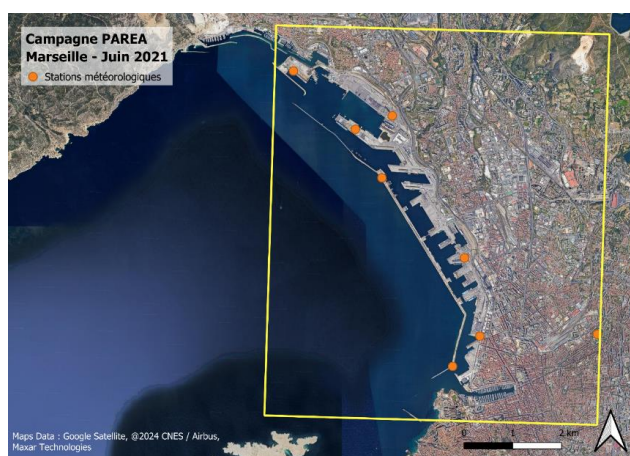 Campagne PAREA
Marseille - Juin 2021
Stations météorologiques
Maps Data : Google Satellite, @2024 CNES / Airbus,
Maxar Technologies
0 1 2 km